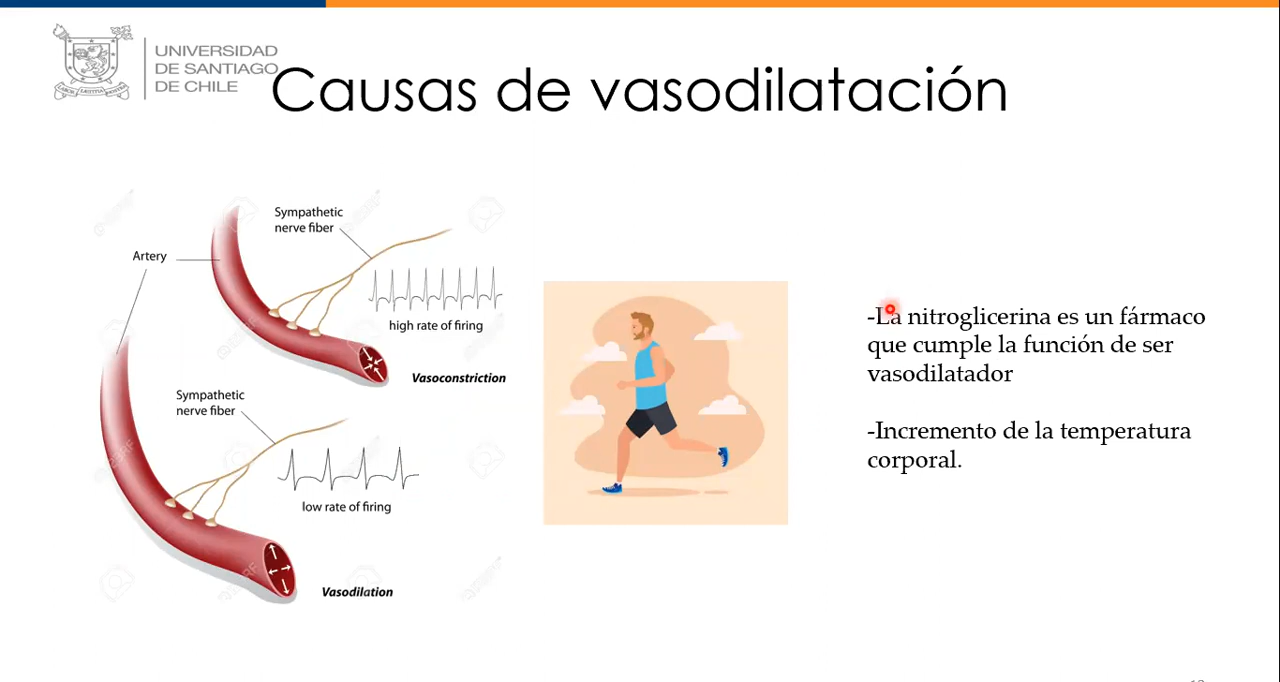 UNIVERSIDAD
DE SANTIAGO
DE CHILE
Causas de vasodilatación
Sympathetic
nerve fiber
Artery
high rate of firing
Vasoconstriction
Sympathetic
nerve fiber
low rate of firing
Vasodilation
-La nitroglicerina es un fármaco
que cumple la función de ser
vasodilatador
-Incremento de la temperatura
corporal.